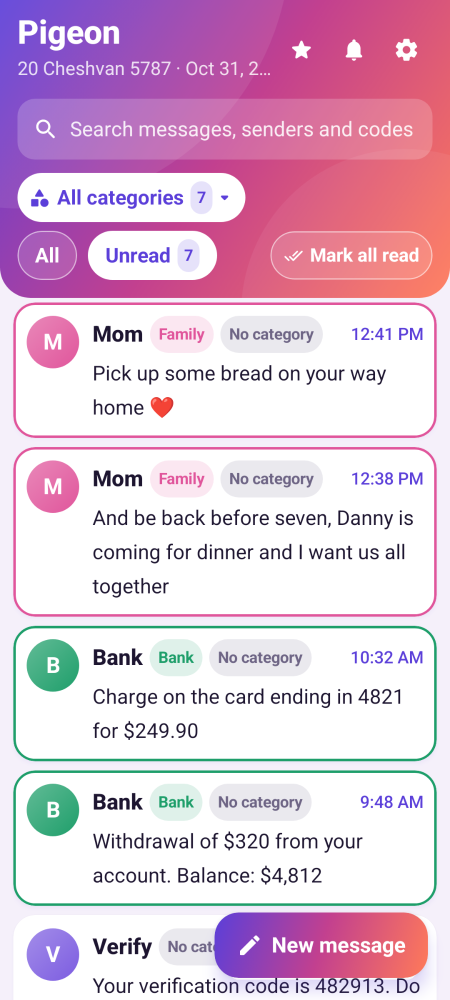 Pigeon
20 Cheshvan 5787 · Oct 31, 2...
Search messages, senders and codes
All categories 7
All
Unread 7
Mark all read
M
Mom Family No category 12:41 PM
Pick up some bread on your way
home ❤️
M
Mom Family No category 12:38 PM
And be back before seven, Danny is
coming for dinner and I want us all
together
B
Bank Bank No category 10:32 AM
Charge on the card ending in 4821
for $249.90
B
Bank Bank No category 9:48 AM
Withdrawal of $320 from your
account. Balance: $4,812
V
Verify No
New message
Your verification code is 482913. Do